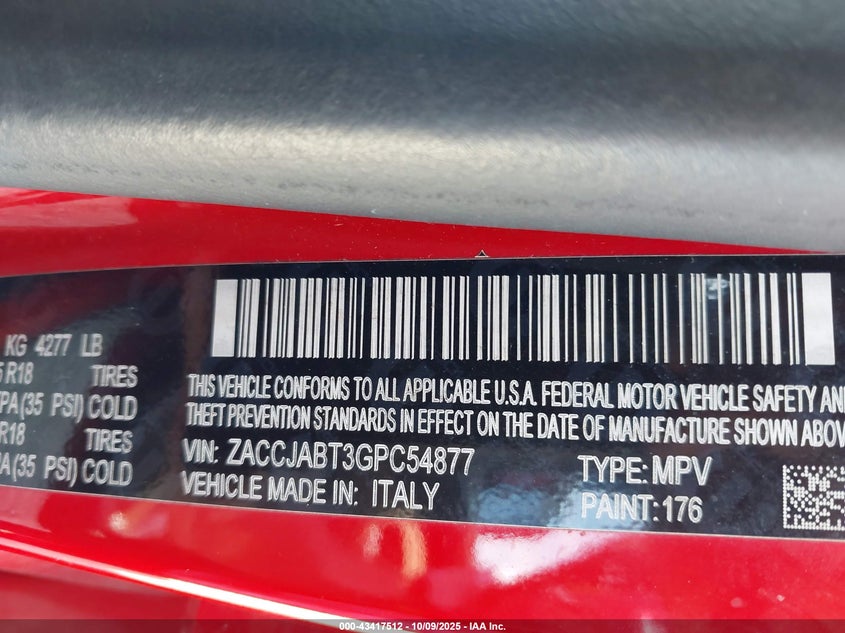 KG 4277 LB
R18 TIRES
PA (35 PSI) COLD
R18 TIRES
(35 PSI) COLD
THIS VEHICLE CONFORMS TO ALL APPLICABLE U.S.A. FEDERAL MOTOR VEHICLE SAFETY AND
THEFT PREVENTION STANDARDS IN EFFECT ON THE DATE OF MANUFACTURE SHOWN ABOV
VIN: ZACCJABT3GPC54877 TYPE: MPV
VEHICLE MADE IN: ITALY PAINT: 176
000-43417512 - 10/09/2025 - IAA Inc.